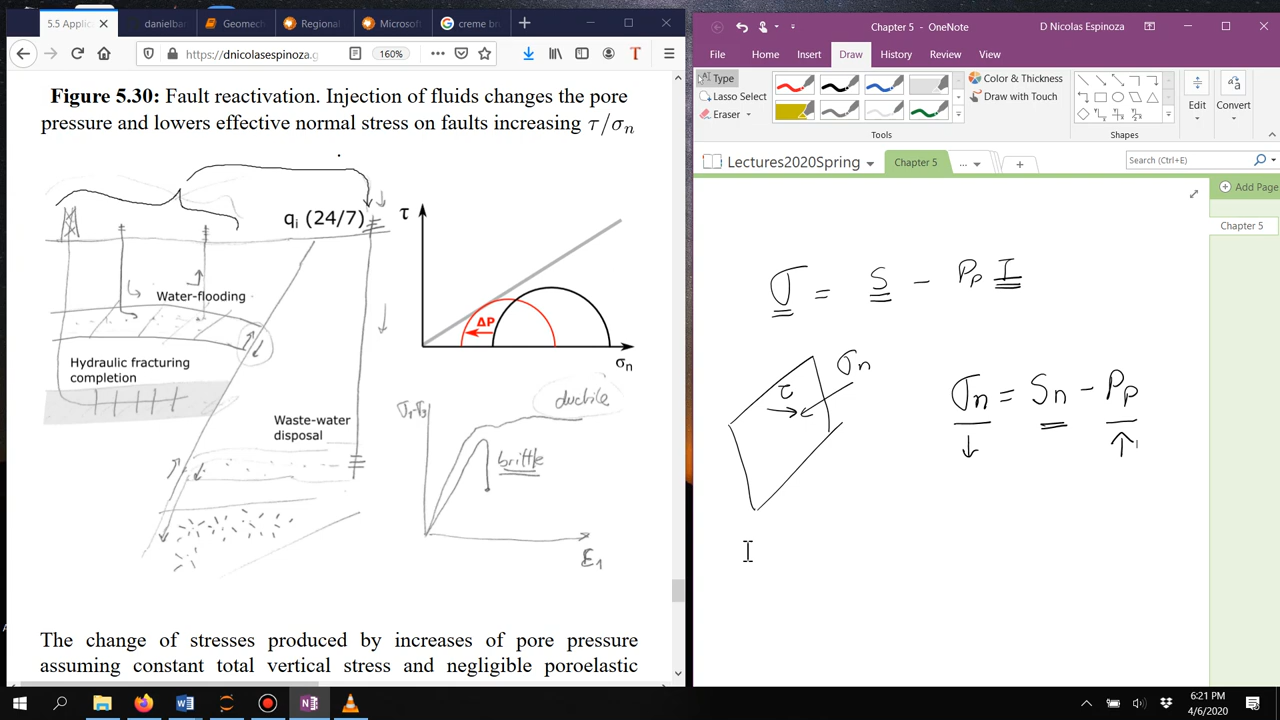 5.5 Applicat
danielbar
Geomech
Regional
Microsof
creme br
https://dnicolasespinoza.g
160%
Figure 5.30: Fault reactivation. Injection of fluids changes the pore
pressure and lowers effective normal stress on faults increasing τ/σn
qi (24/7)
τ
Water-flooding
Hydraulic fracturing
completion
Waste-water
disposal
ΔP
σn
σ1-σ3
ductile
brittle
ε1
The change of stresses produced by increases of pore pressure
assuming constant total vertical stress and negligible poroelastic
Chapter 5 - OneNote
D Nicolas Espinoza
File
Home
Insert
Draw
History
Review
View
Type
Lasso Select
Eraser
Color & Thickness
Draw with Touch
Edit
Convert
Tools
Shapes
Lectures2020Spring
Chapter 5
...
Search (Ctrl+E)
Add Page
Chapter 5
σ = S - Pp I
τ
σn
σn = Sn - Pp
6:21 PM
4/6/2020